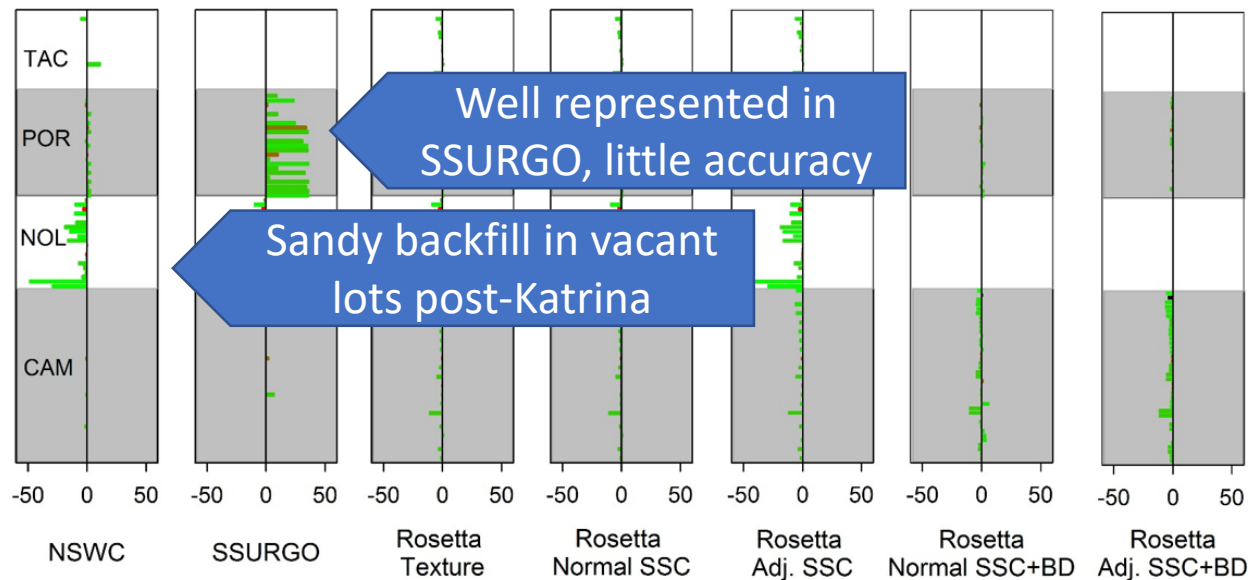 TAC
POR
NOL
CAM
Well represented in
SSURGO, little accuracy
Sandy backfill in vacant
lots post-Katrina
-50 0 50
-50 0 50
-50 0 50
-50 0 50
-50 0 50
-50 0 50
-50 0 50
NSWC
SSURGO
Rosetta
Texture
Rosetta
Normal SSC
Rosetta
Adj. SSC
Rosetta
Normal SSC+BD
Rosetta
Adj. SSC+BD